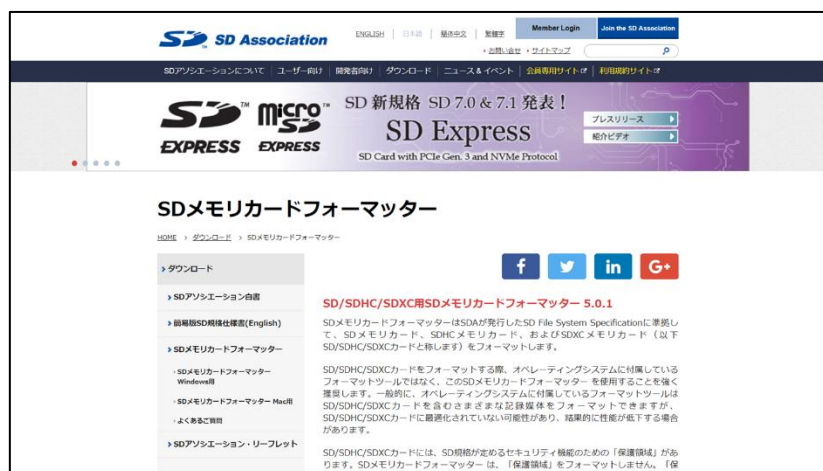 SD Association
ENGLISH | 日本語 | 簡体中文 | 繁體字
Member Login
Join the SD Association
お問い合せ サイトマップ
SDアソシエーションについて | ユーザー向け | 開発者向け | ダウンロード | ニュース & イベント | 会員専用サイト | 利用規約サイト
SD™ EXPRESS
micro SD™ EXPRESS
SD 新規格 SD 7.0 & 7.1 発表！
SD Express
SD Card with PCIe Gen. 3 and NVMe Protocol
プレスリリース
紹介ビデオ
SDメモリカードフォーマッター
HOME > ダウンロード > SDメモリカードフォーマッター
ダウンロード
SDアソシエーション白書
簡易版SD規格仕様書(English)
SDメモリカードフォーマッター
SDメモリカードフォーマッター
Windows用
SDメモリカードフォーマッター Mac用
よくあるご質問
SDアソシエーション・リーフレット
f
in
G+
SD/SDHC/SDXC用SDメモリカードフォーマッター 5.0.1
SDメモリカードフォーマッターはSDAが発行したSD File System Specificationに準拠し
て、SDメモリカード、SDHCメモリカード、およびSDXCメモリカード（以下
SD/SDHC/SDXCカードと称します）をフォーマットします。
SD/SDHC/SDXCカードをフォーマットする際、オペレーティングシステムに付属している
フォーマットツールではなく、このSDメモリカードフォーマッター を使用することを強く
推奨します。一般的に、オペレーティングシステムに付属しているフォーマットツールは
SD/SDHC/SDXCカードを含むさまざまな記録媒体をフォーマットできますが、
SD/SDHC/SDXCカードに最適化されていない可能性があり、結果的に性能が低下する場合
があります。
SD/SDHC/SDXCカードには、SD規格が定めるセキュリティ機能のための「保護領域」があ
ります。SDメモリカードフォーマッター は、「保護領域」をフォーマットしません。「保